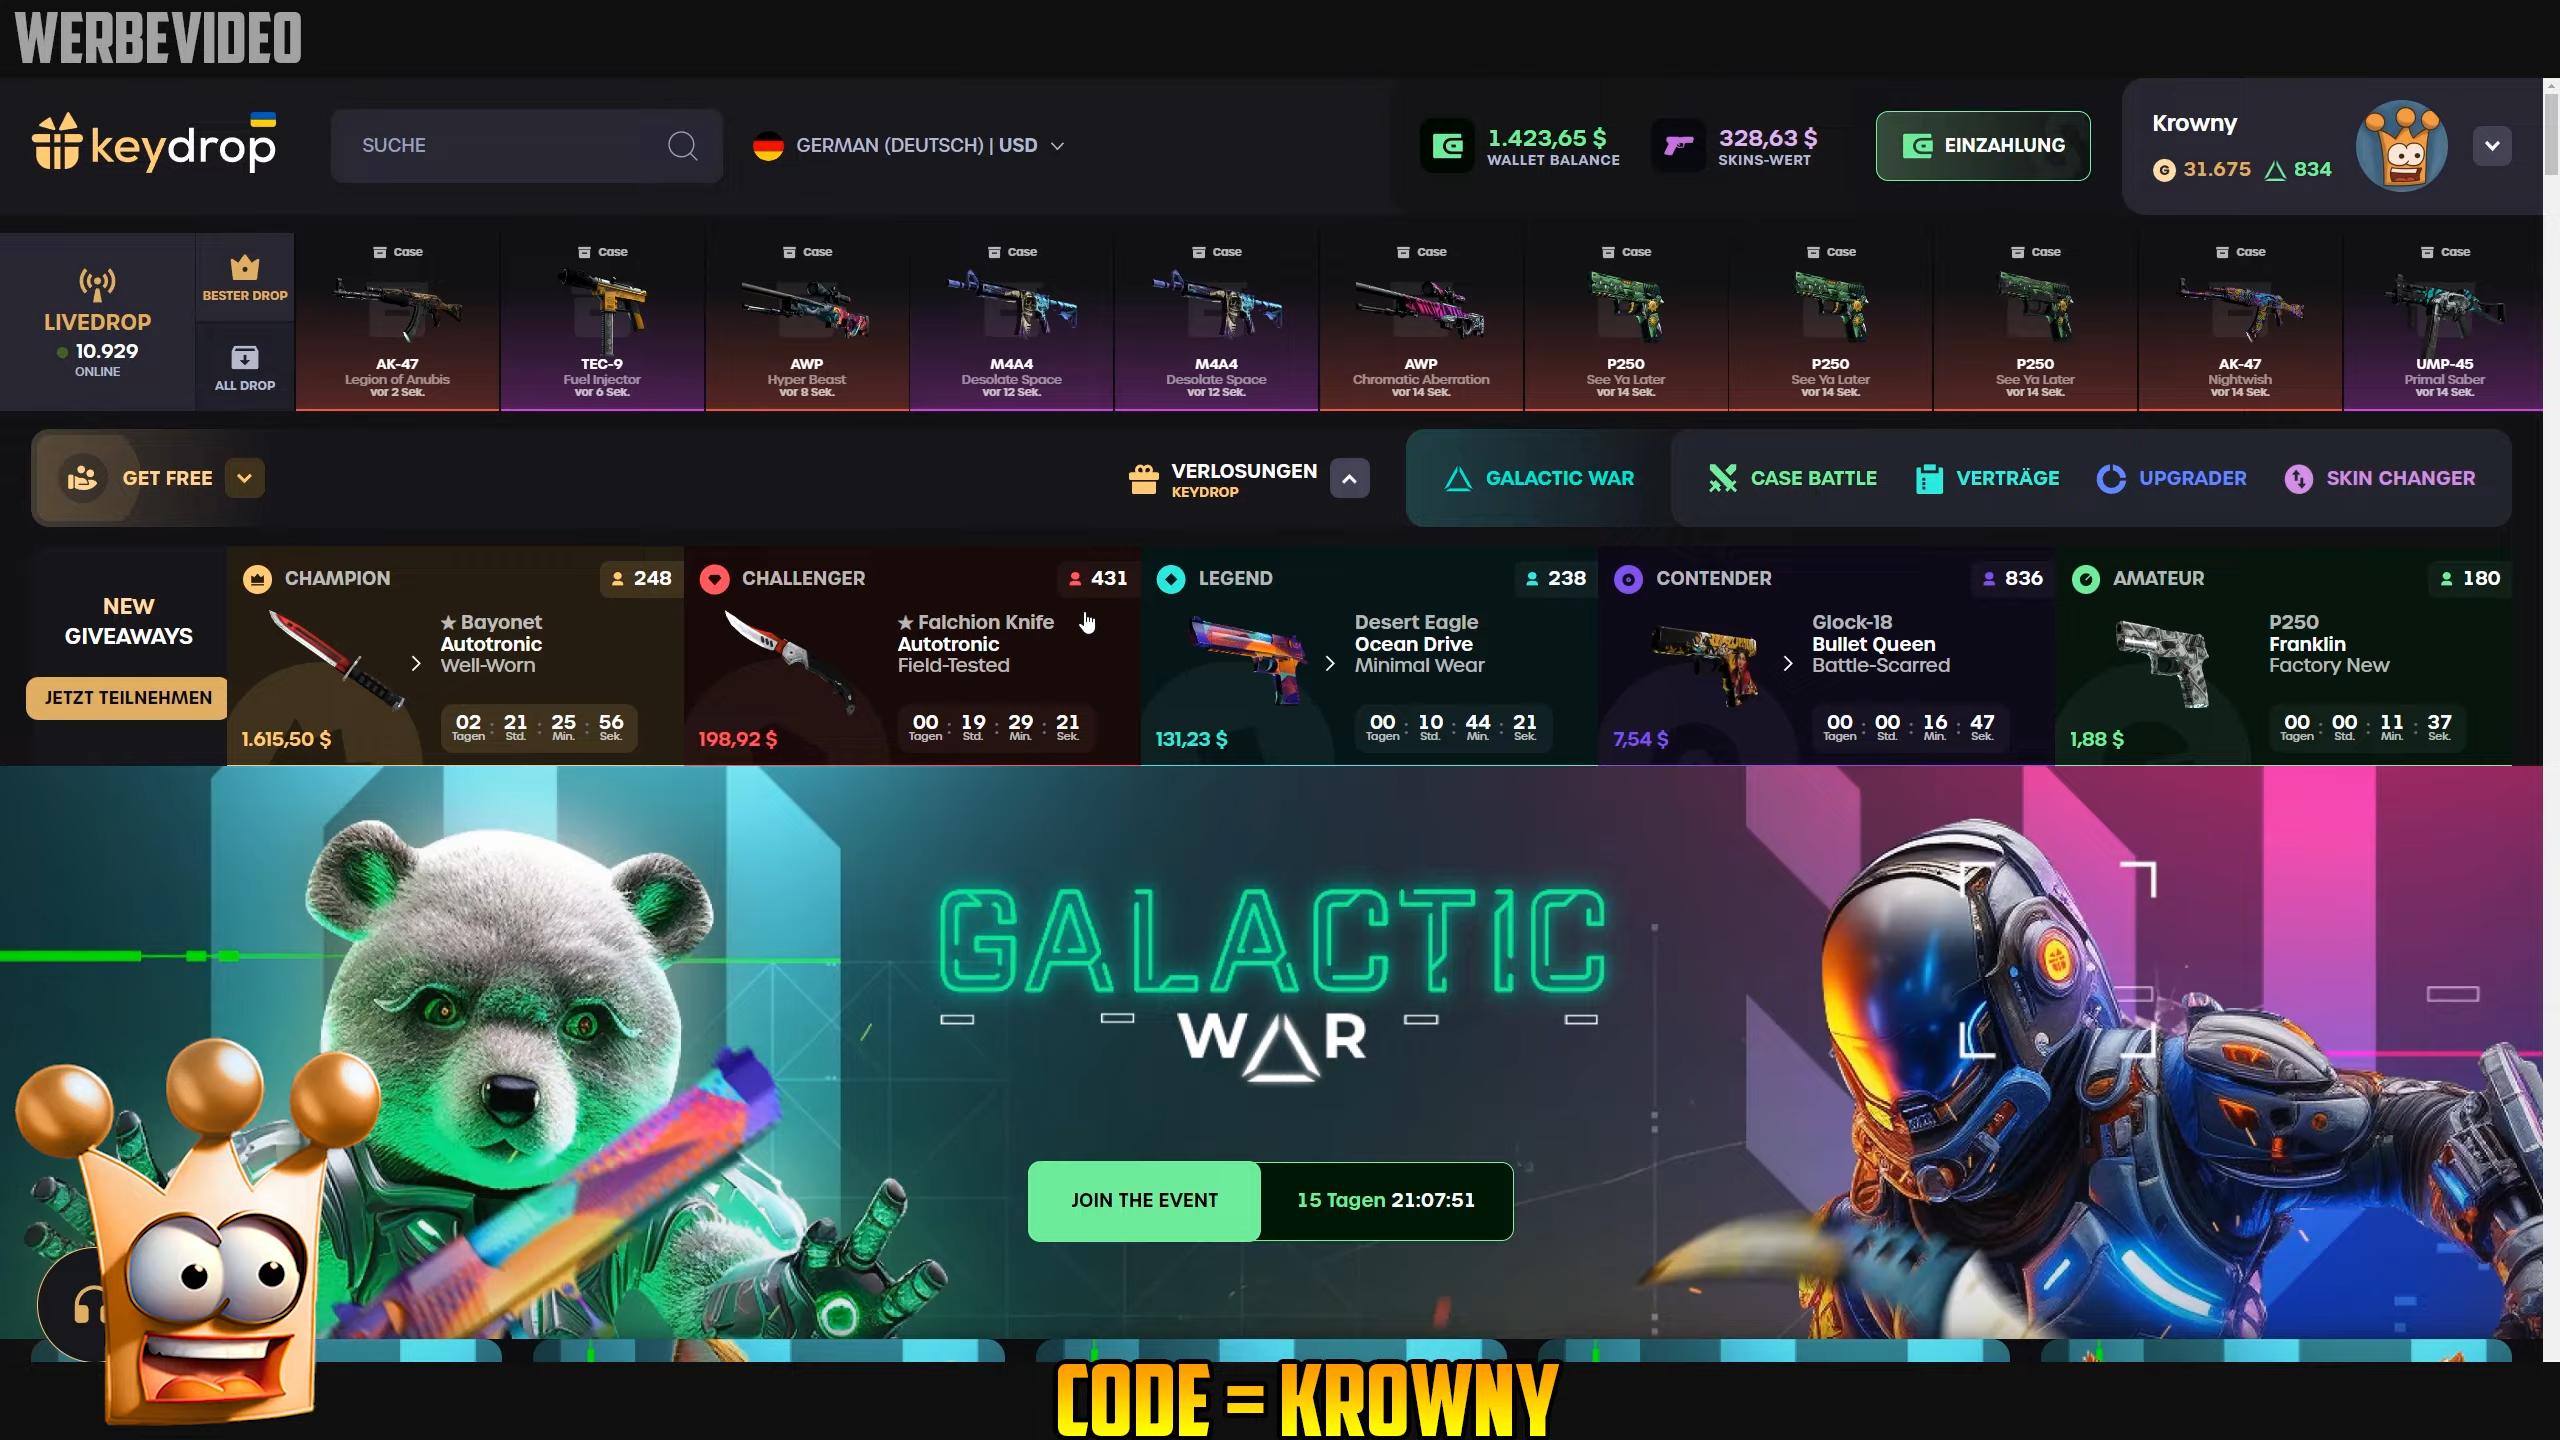 WERBEVIDEO
keydrop
SUCHE
GERMAN (DEUTSCH) | USD
1.423,65 $
WALLET BALANCE
328,63 $
SKINS-WERT
EINZAHLUNG
Krowny
G 31.675 834
LIVEDROP
10.929
ONLINE
BESTER DROP
ALL DROP
Case
AK-47
Legion of Anubis
vor 2 Sek.
Case
TEC-9
Fuel Injector
vor 6 Sek.
Case
AWP
Hyper Beast
vor 8 Sek.
Case
M4A4
Desolate Space
vor 12 Sek.
Case
M4A4
Desolate Space
vor 12 Sek.
Case
AWP
Chromatic Aberration
vor 14 Sek.
Case
P250
See Ya Later
vor 14 Sek.
Case
P250
See Ya Later
vor 14 Sek.
Case
P250
See Ya Later
vor 14 Sek.
Case
AK-47
Nightwish
vor 14 Sek.
Case
UMP-45
Primal Saber
vor 14 Sek.
GET FREE
VERLOSUNGEN
KEYDROP
GALACTIC WAR
CASE BATTLE
VERTRÄGE
UPGRADER
SKIN CHANGER
NEW
GIVEAWAYS
JETZT TEILNEHMEN
CHAMPION 248
★ Bayonet
Autotronic
Well-Worn
02 : 21 : 25 : 56
Tagen Std. Min. Sek.
1.615,50 $
CHALLENGER 431
★ Falchion Knife
Autotronic
Field-Tested
00 : 19 : 29 : 21
Tagen Std. Min. Sek.
198,92 $
LEGEND 238
Desert Eagle
Ocean Drive
Minimal Wear
00 : 10 : 44 : 21
Tagen Std. Min. Sek.
131,23 $
CONTENDER 836
Glock-18
Bullet Queen
Battle-Scarred
00 : 00 : 16 : 47
Tagen Std. Min. Sek.
7,54 $
AMATEUR 180
P250
Franklin
Factory New
00 : 00 : 11 : 37
Tagen Std. Min. Sek.
1,88 $
GALACTIC
WAR
JOIN THE EVENT
15 Tagen 21:07:51
CODE = KROWNY